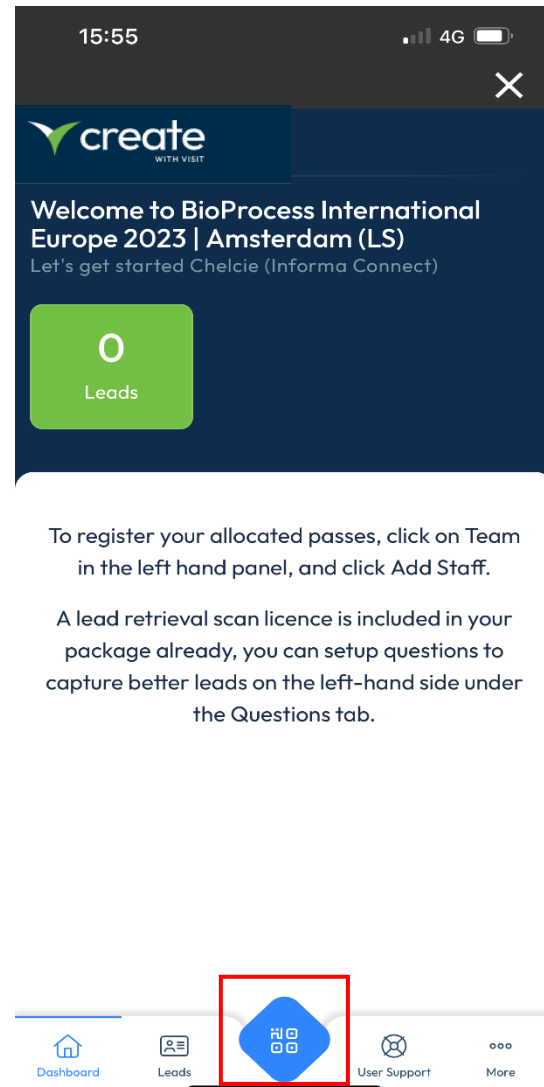 15:55
4G
create
WITH VISIT
Welcome to BioProcess International
Europe 2023 | Amsterdam (LS)
Let's get started Chelcie (Informa Connect)
0
Leads
To register your allocated passes, click on Team
in the left hand panel, and click Add Staff.
A lead retrieval scan licence is included in your
package already, you can setup questions to
capture better leads on the left-hand side under
the Questions tab.
Dashboard
Leads
User Support
More